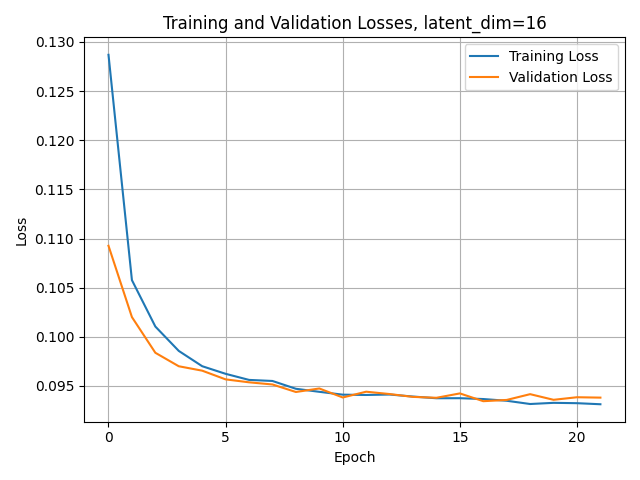 Training and Validation Losses, latent_dim=16
Training Loss
Validation Loss
0.130
0.125
0.120
0.115
0.110
0.105
0.100
0.095
Loss
0 5 10 15 20
Epoch